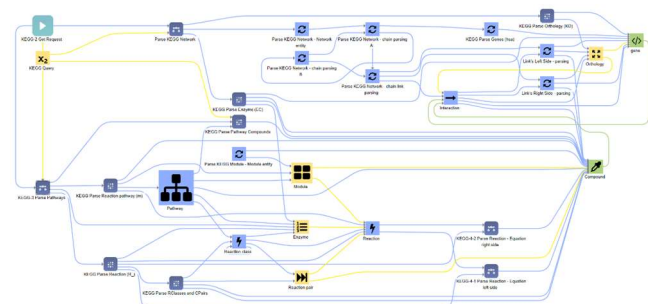 KEGG-2 Get Request
X₂
KEGG Query
Parse KEGG Network
Parse KEGG Network - Network
entity
Parse KEGG Network - chain parsing
A
Parse KEGG Network - chain parsing
B
Parse KEGG Network - chain link
parsing
Parse KEGG Genes (hsa)
KEGG Parse Orthology (KO)
gene
Link's Left Side - parsing
Orthology
Link's Right Side - parsing
Interaction
KEGG Parse Enzyme (EC)
KEGG Parse Pathway Compounds
Parse KEGG Module - Module entity
Module
Compound
KEGG-3 Parse Pathways
KEGG Parse Reaction pathway (rn)
Pathway
Enzyme
Reaction
KEGG-4-2 Parse Reaction - Equation
right side
Reaction class
KEGG Parse Reaction (R_)
Reaction pair
KEGG-4-1 Parse Reaction - Equation
left side
KEGG Parse RClasses and CPairs